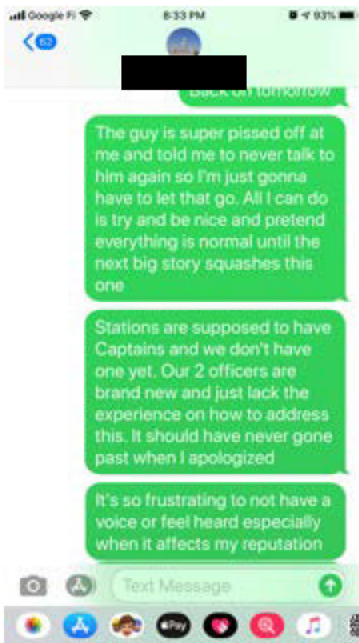 Google Fi
8:33 PM
93%
62
Back on tomorrow
The guy is super pissed off at
me and told me to never talk to
him again so I'm just gonna
have to let that go. All I can do
is try and be nice and pretend
everything is normal until the
next big story squashes this
one
Stations are supposed to have
Captains and we don't have
one yet. Our 2 officers are
brand new and just lack the
experience on how to address
this. It should have never gone
past when I apologized
It's so frustrating to not have a
voice or feel heard especially
when it affects my reputation
Text Message
Pay